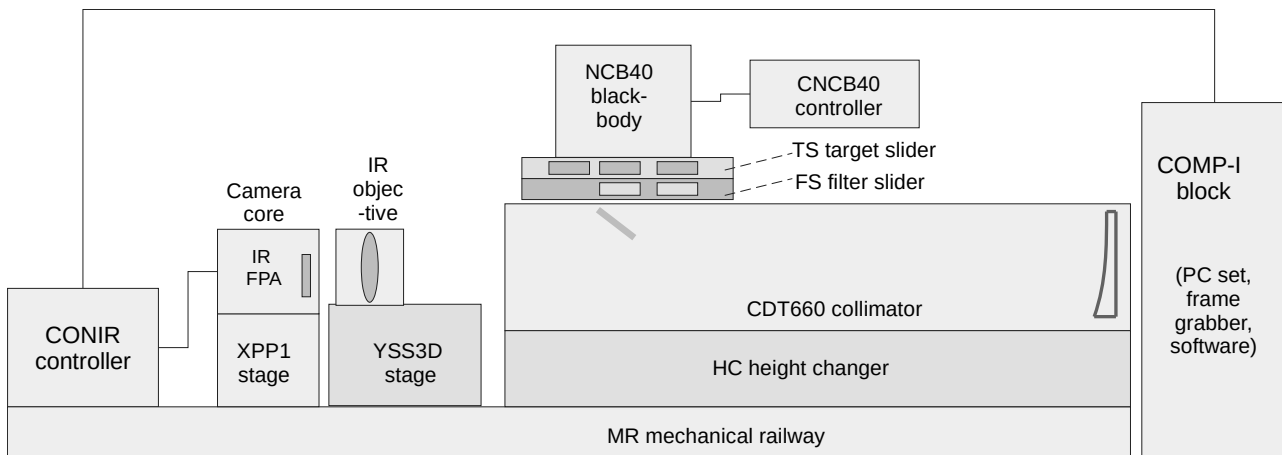 NCB40
black-
body
CNCB40
controller
TS target slider
FS filter slider
IR
objec
-tive
Camera
core
IR
FPA
COMP-I
block
(PC set,
frame
grabber,
software)
CDT660 collimator
CONIR
controller
XPP1
stage
YSS3D
stage
HC height changer
MR mechanical railway